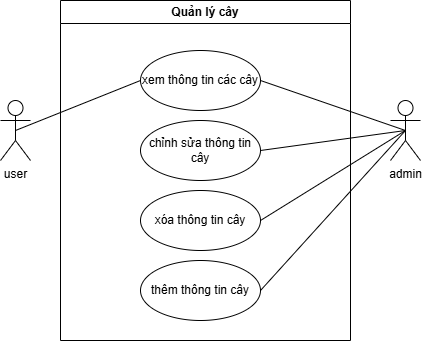 Quản lý cây
xem thông tin các cây
chỉnh sửa thông tin
cây
user
admin
xóa thông tin cây
thêm thông tin cây